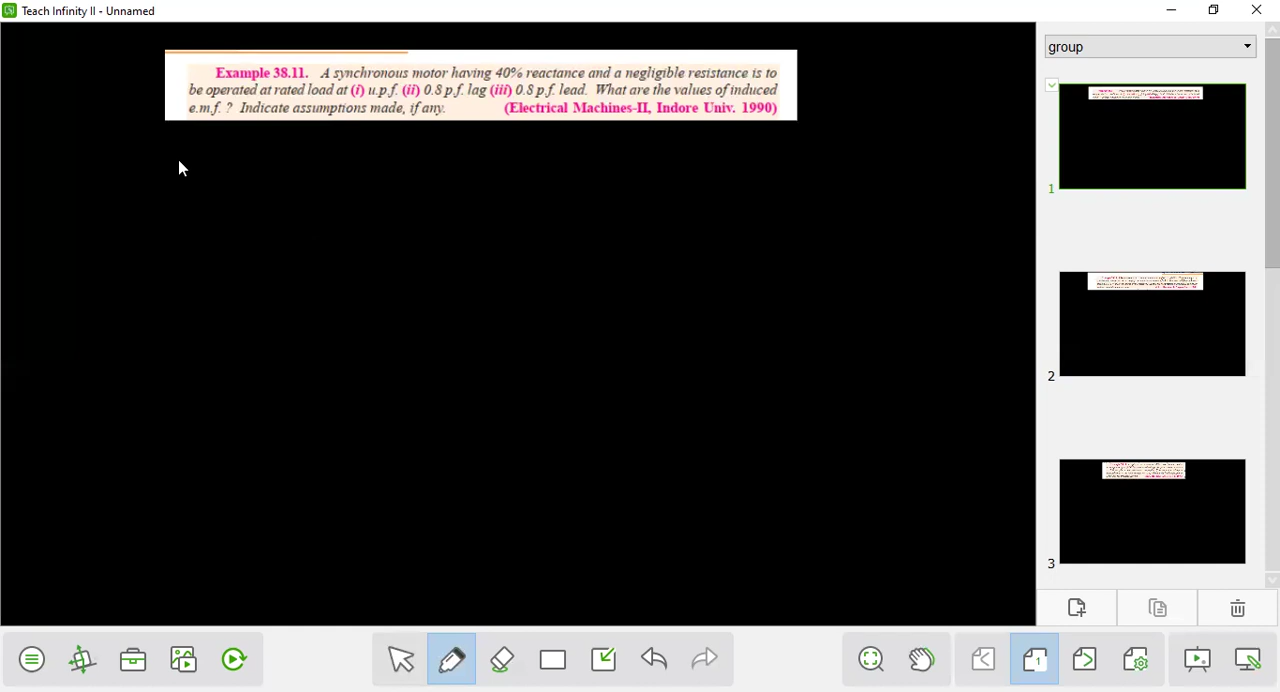 Teach Infinity II - Unnamed
group
Example 38.11. A synchronous motor having 40% reactance and a negligible resistance is to
be operated at rated load at (i) u.p.f. (ii) 0.8 p.f. lag (iii) 0.8 p.f. lead. What are the values of induced
e.m.f. ? Indicate assumptions made, if any. (Electrical Machines-II, Indore Univ. 1990)
1
2
3
1